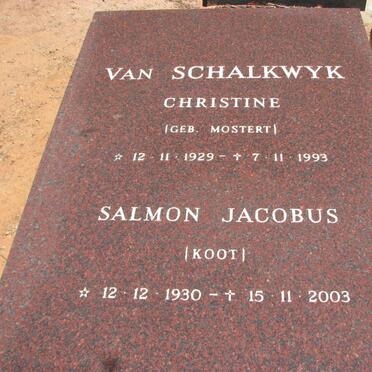 VAN SCHALKWYK
CHRISTINE
(GEB. MOSTERT)
☆ 12·11·1929 – ✝ 7·11·1993
SALMON JACOBUS
(KOOT)
☆ 12·12·1930 – ✝ 15·11·2003